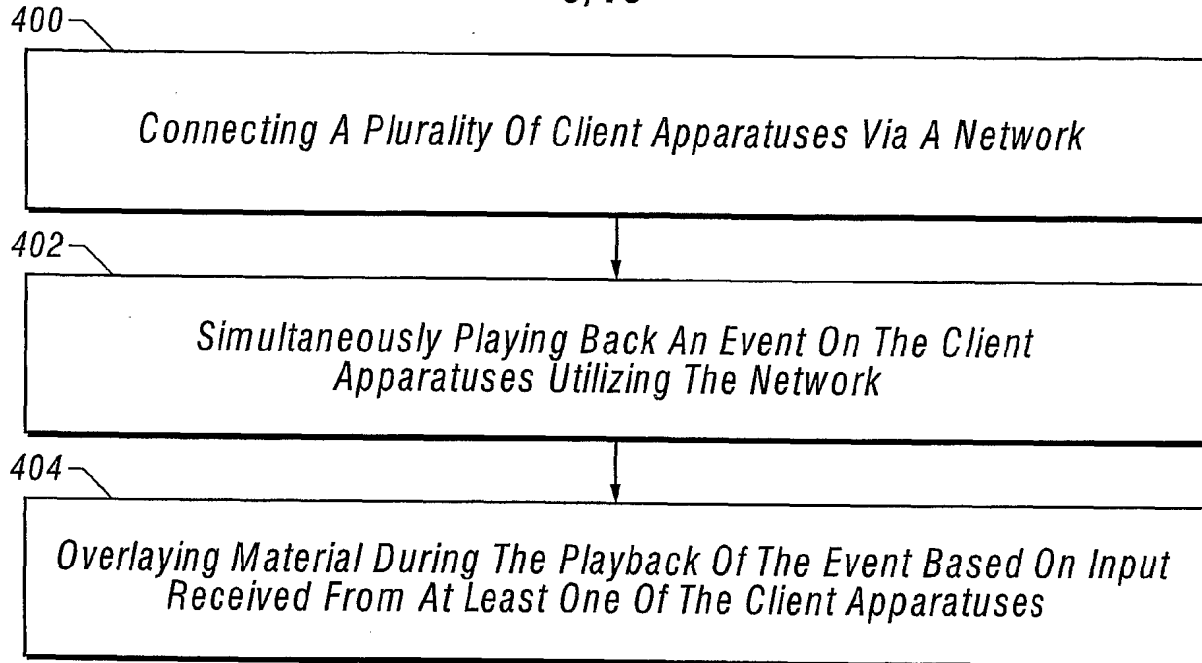 400
Connecting A Plurality Of Client Apparatuses Via A Network
402
Simultaneously Playing Back An Event On The Client
Apparatuses Utilizing The Network
404
Overlaying Material During The Playback Of The Event Based On Input
Received From At Least One Of The Client Apparatuses